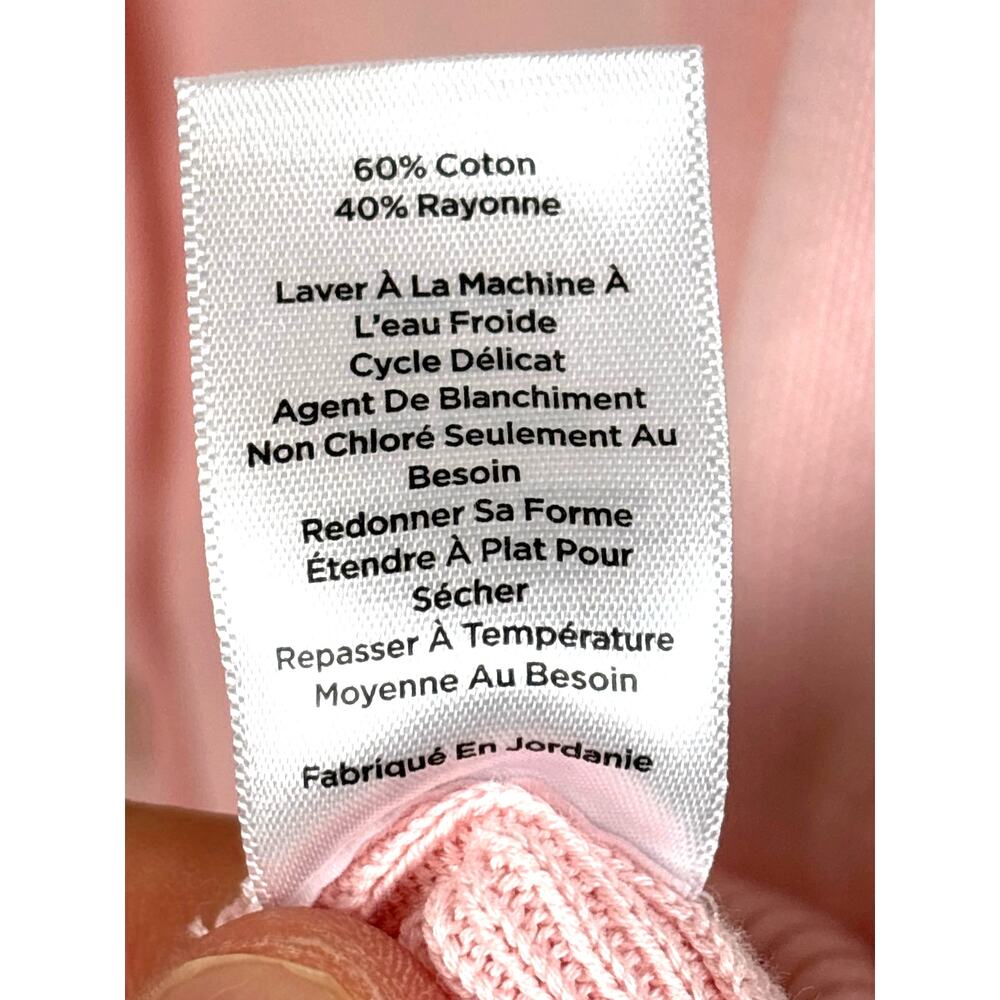 60% Coton
40% Rayonne
Laver À La Machine À
L'eau Froide
Cycle Délicat
Agent De Blanchiment
Non Chloré Seulement Au
Besoin
Redonner Sa Forme
Étendre À Plat Pour
Sécher
Repasser À Température
Moyenne Au Besoin
Fabriqué En Jordanie